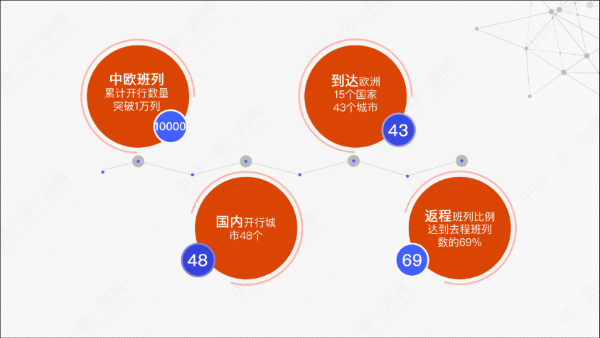 中欧班列
累计开行数量
突破1万列
10000
国内开行城
市48个
48
到达欧洲
15个国家
43个城市
43
返程班列比例
达到去程班列
数的69%
69